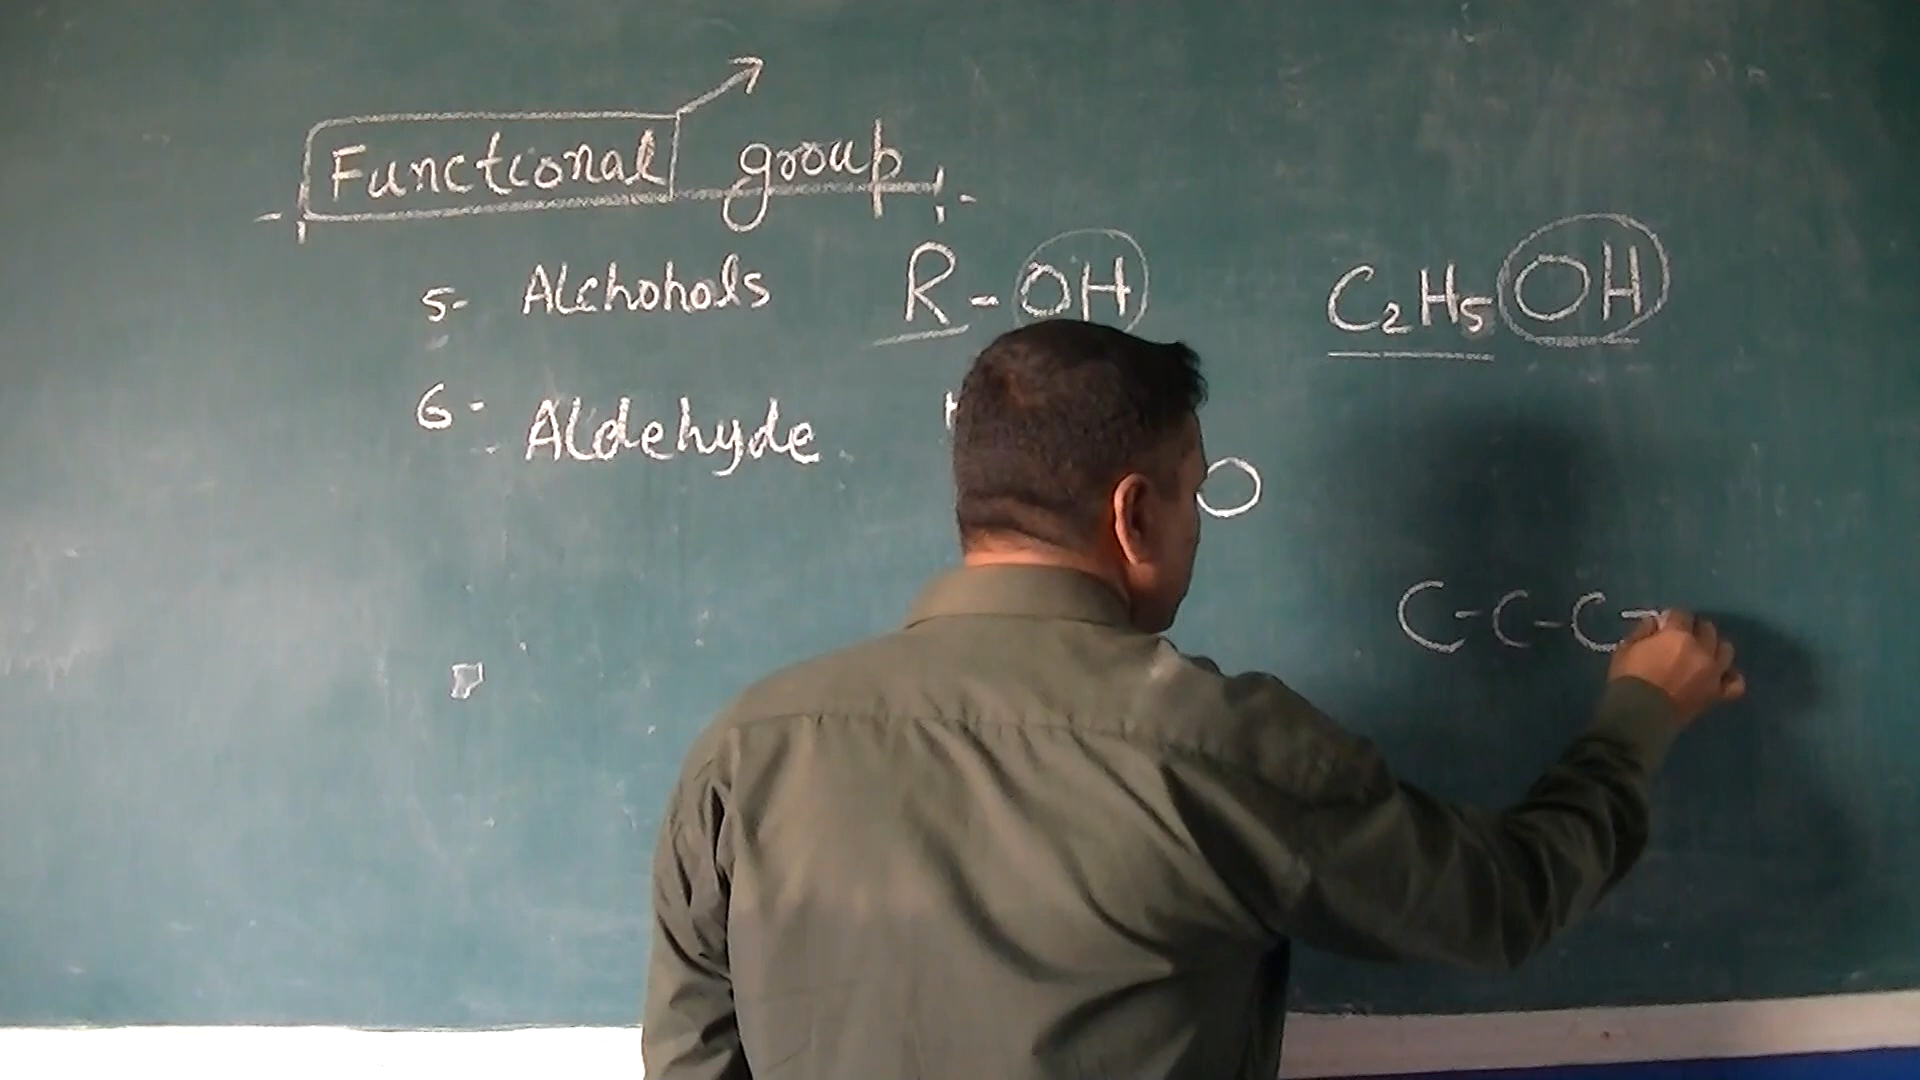 Functional group
5- Alchohols R-OH C₂H₅OH
6- Aldehyde
O
C-C-C-